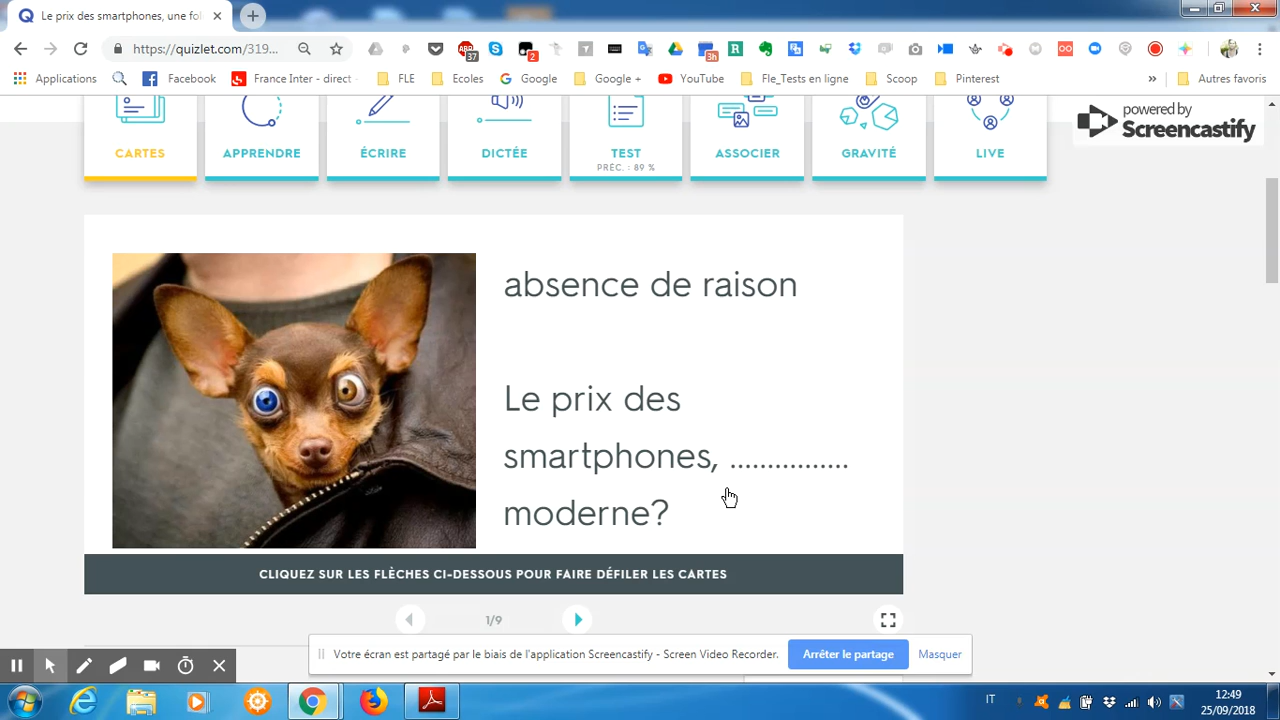 Le prix des smartphones, une fol
https://quizlet.com/319...
37
2
3h
Applications
Facebook
France Inter - direct
FLE
Ecoles
Google
Google +
YouTube
Fle_Tests en ligne
Scoop
Pinterest
»
Autres favoris
powered by
Screencastify
CARTES
APPRENDRE
ÉCRIRE
DICTÉE
TEST
PRÉC. : 89 %
ASSOCIER
GRAVITÉ
LIVE
absence de raison
Le prix des
smartphones, ................
moderne?
CLIQUEZ SUR LES FLÈCHES CI-DESSOUS POUR FAIRE DÉFILER LES CARTES
1/9
Votre écran est partagé par le biais de l'application Screencastify - Screen Video Recorder.
Arrêter le partage
Masquer
IT
12:49
25/09/2018